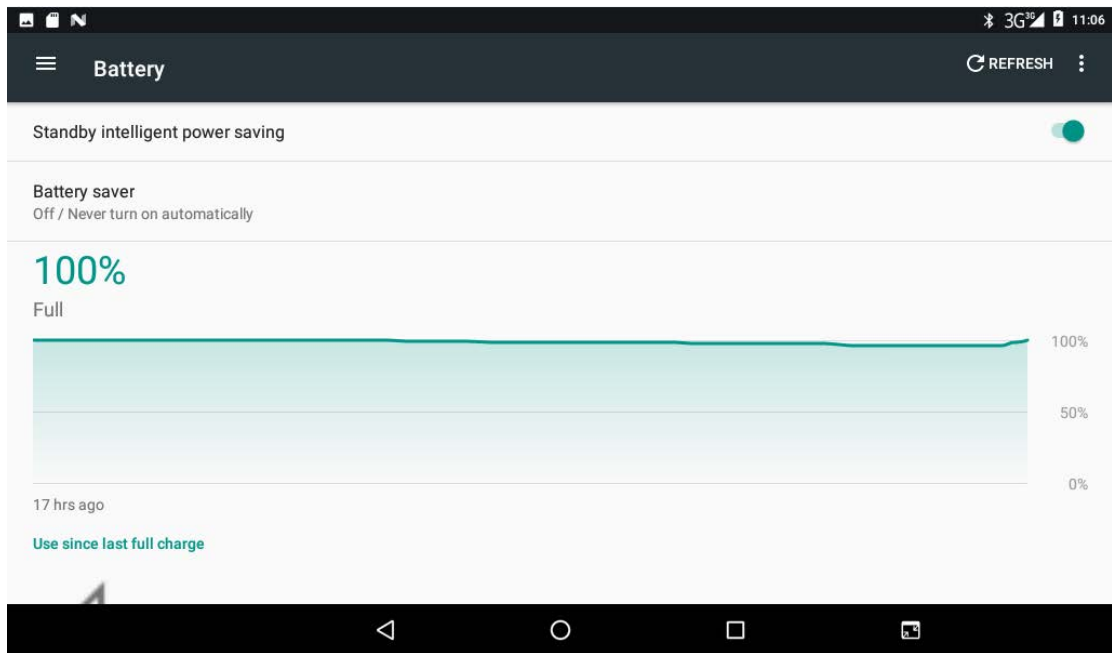 3G 3G 11:06
Battery
REFRESH
Standby intelligent power saving
Battery saver
Off / Never turn on automatically
100%
Full
100%
50%
0%
17 hrs ago
Use since last full charge